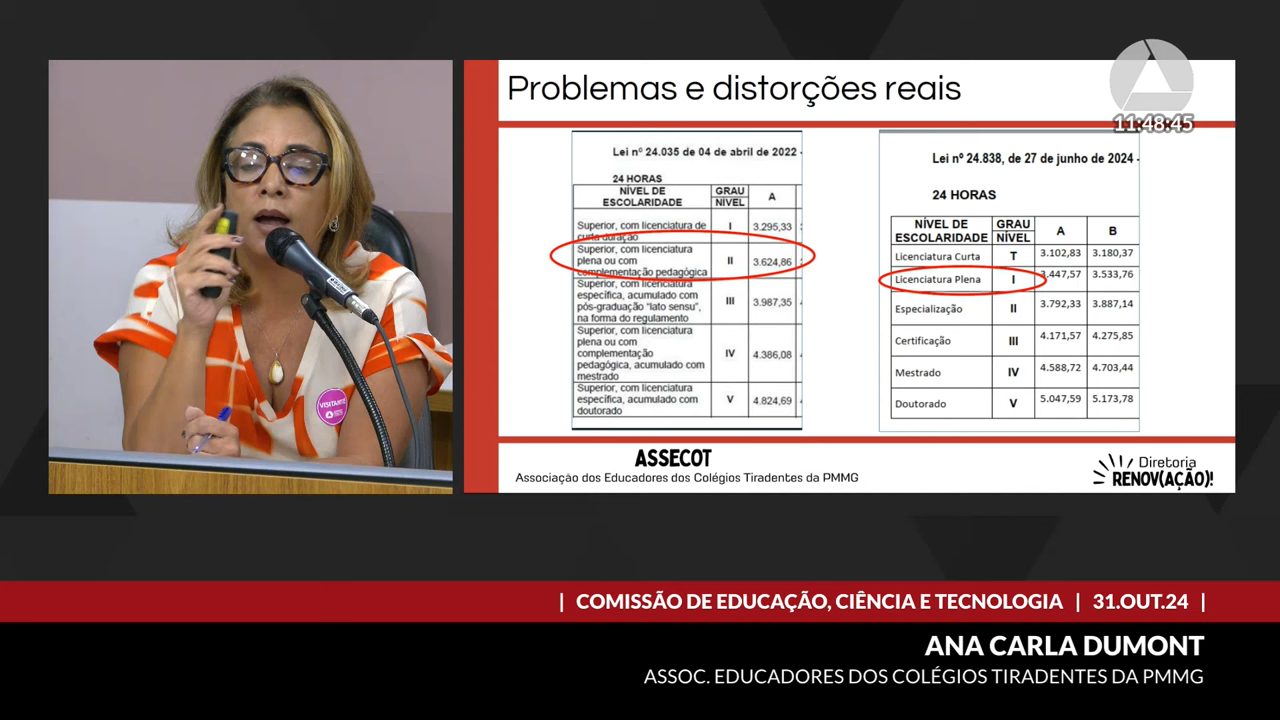 Problemas e distorções reais
11:48:45
Lei nº 24.035 de 04 de abril de 2022 -
24 HORAS
NÍVEL DE ESCOLARIDADE GRAU NÍVEL A
Superior, com licenciatura de curta duração I 3.295,33
Superior, com licenciatura plena ou com complementação pedagógica II 3.624,86
Superior, com licenciatura específica, acumulado com pós-graduação "lato sensu", na forma do regulamento III 3.987,35
Superior, com licenciatura plena ou com complementação pedagógica, acumulado com mestrado IV 4.386,08
Superior, com licenciatura específica, acumulado com doutorado V 4.824,69
Lei nº 24.838, de 27 de junho de 2024 -
24 HORAS
NÍVEL DE ESCOLARIDADE GRAU NÍVEL A B
Licenciatura Curta T 3.102,83 3.180,37
Licenciatura Plena I 3.447,57 3.533,76
Especialização II 3.792,33 3.887,14
Certificação III 4.171,57 4.275,85
Mestrado IV 4.588,72 4.703,44
Doutorado V 5.047,59 5.173,78
ASSECOT
Associação dos Educadores dos Colégios Tiradentes da PMMG
Diretoria
RENOV(AÇÃO)!
VISITANTE
| COMISSÃO DE EDUCAÇÃO, CIÊNCIA E TECNOLOGIA | 31.OUT.24 |
ANA CARLA DUMONT
ASSOC. EDUCADORES DOS COLÉGIOS TIRADENTES DA PMMG